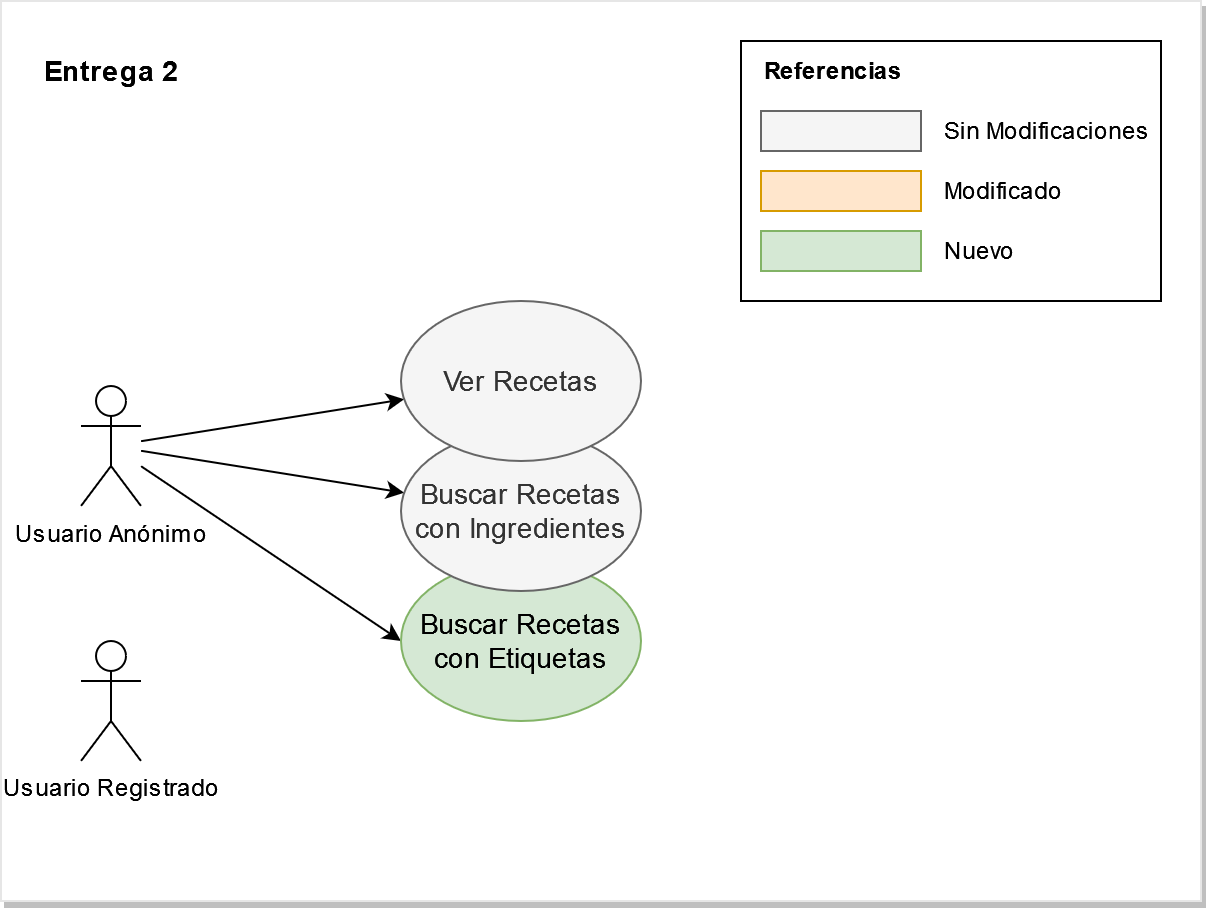 Entrega 2
Referencias
Sin Modificaciones
Modificado
Nuevo
Ver Recetas
Buscar Recetas
con Ingredientes
Usuario Anónimo
Buscar Recetas
con Etiquetas
Usuario Registrado